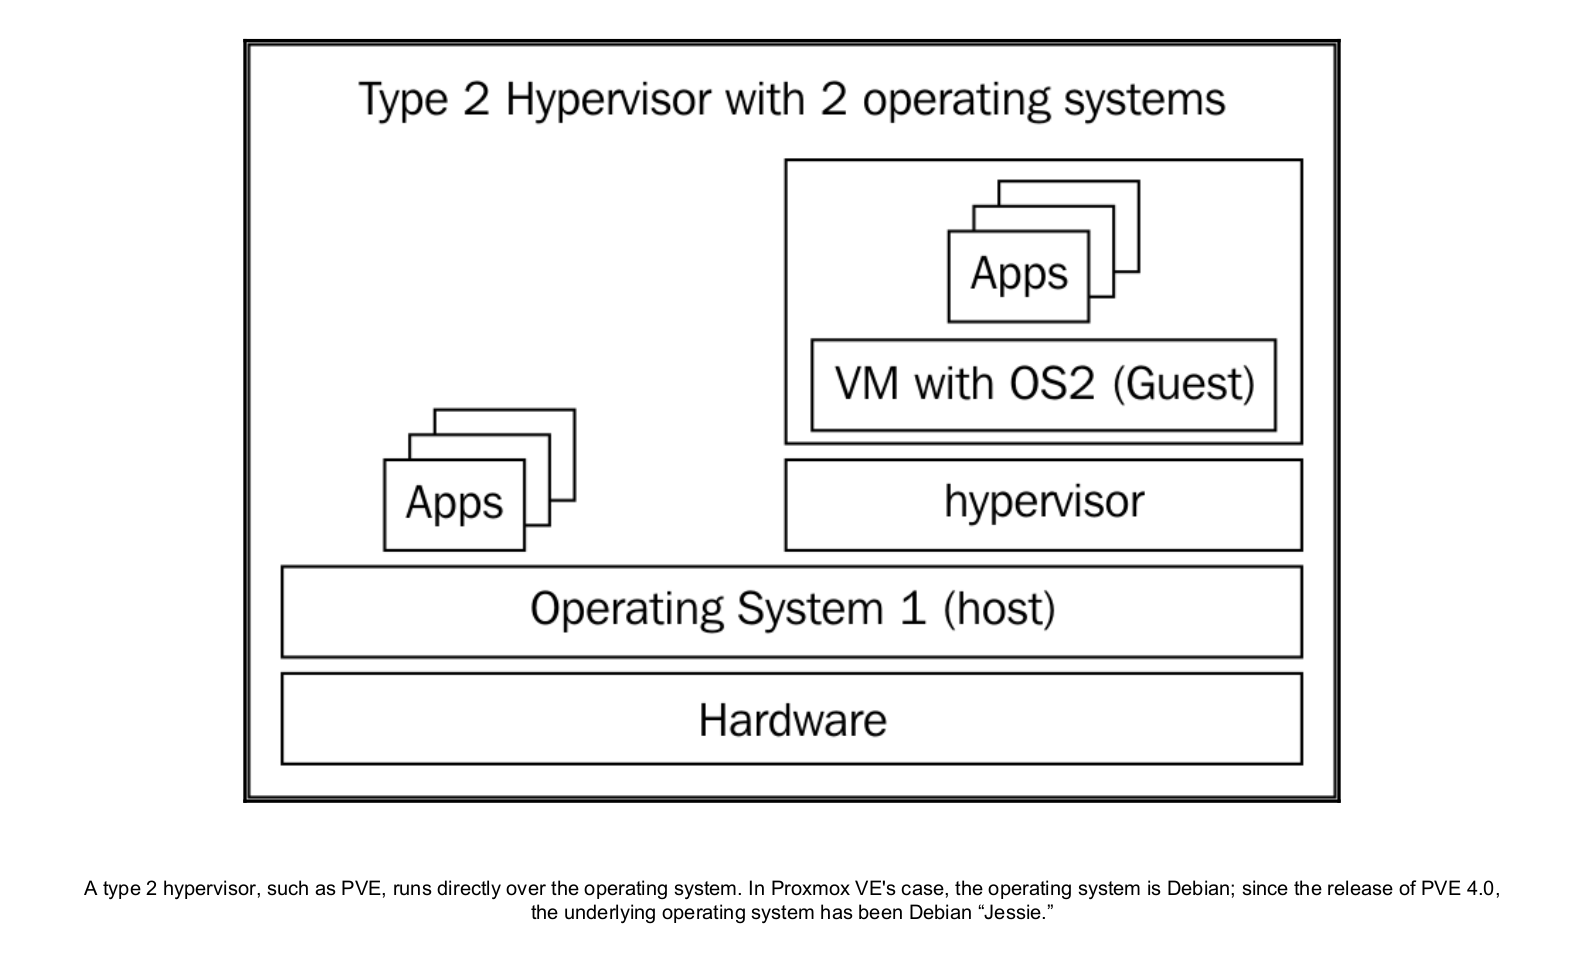 Type 2 Hypervisor with 2 operating systems
Apps
VM with OS2 (Guest)
Apps
hypervisor
Operating System 1 (host)
Hardware
A type 2 hypervisor, such as PVE, runs directly over the operating system. In Proxmox VE's case, the operating system is Debian; since the release of PVE 4.0,
the underlying operating system has been Debian “Jessie.”